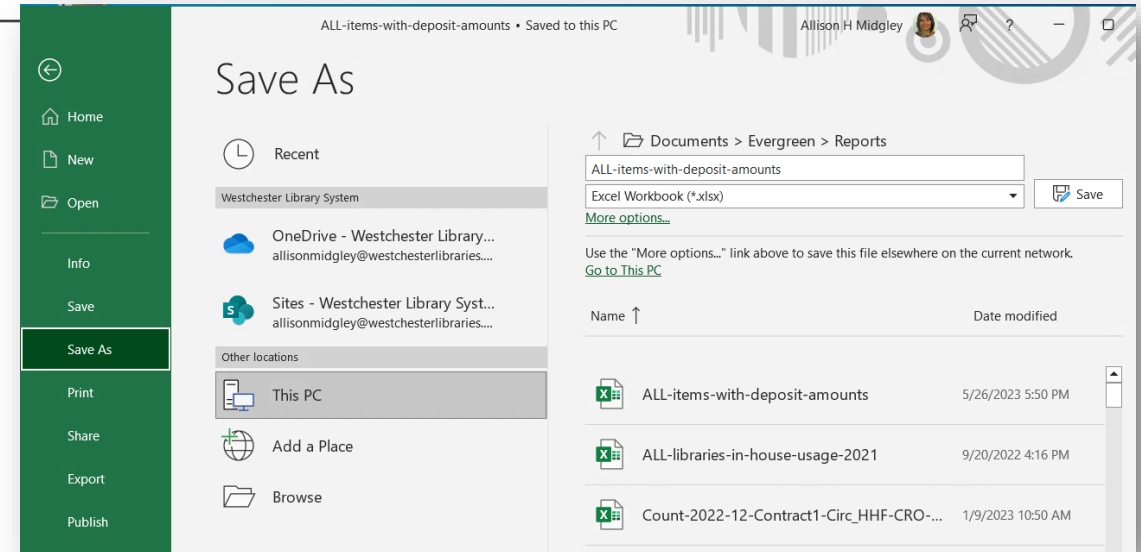 ALL-items-with-deposit-amounts • Saved to this PC
Allison H Midgley
?
Save As
Home
New
Open
Info
Save
Save As
Print
Share
Export
Publish
Recent
Westchester Library System
OneDrive - Westchester Library...
allisonmidgley@westchesterlibraries....
Sites - Westchester Library Syst...
allisonmidgley@westchesterlibraries....
Other locations
This PC
Add a Place
Browse
Documents > Evergreen > Reports
ALL-items-with-deposit-amounts
Excel Workbook (*.xlsx)
Save
More options...
Use the "More options..." link above to save this file elsewhere on the current network.
Go to This PC
Name ↑ Date modified
ALL-items-with-deposit-amounts 5/26/2023 5:50 PM
ALL-libraries-in-house-usage-2021 9/20/2022 4:16 PM
Count-2022-12-Contract1-Circ_HHF-CRO-... 1/9/2023 10:50 AM